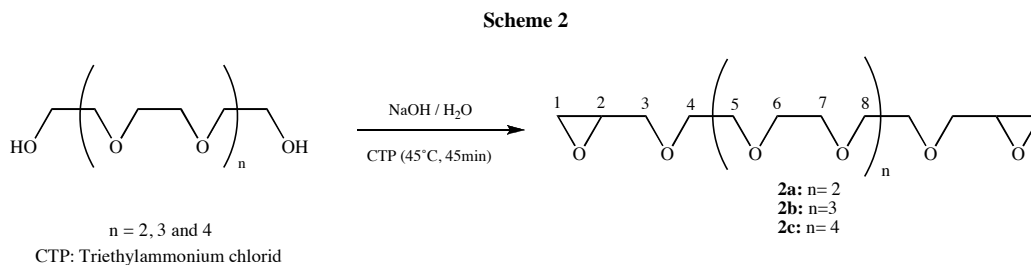 Scheme 2
HO O O OH n
NaOH / H2O
CTP (45°C, 45min)
1 2 3 4 5 6 7 8
O O O O O O n
n = 2, 3 and 4
CTP: Triethylammonium chlorid
2a: n= 2
2b: n=3
2c: n= 4